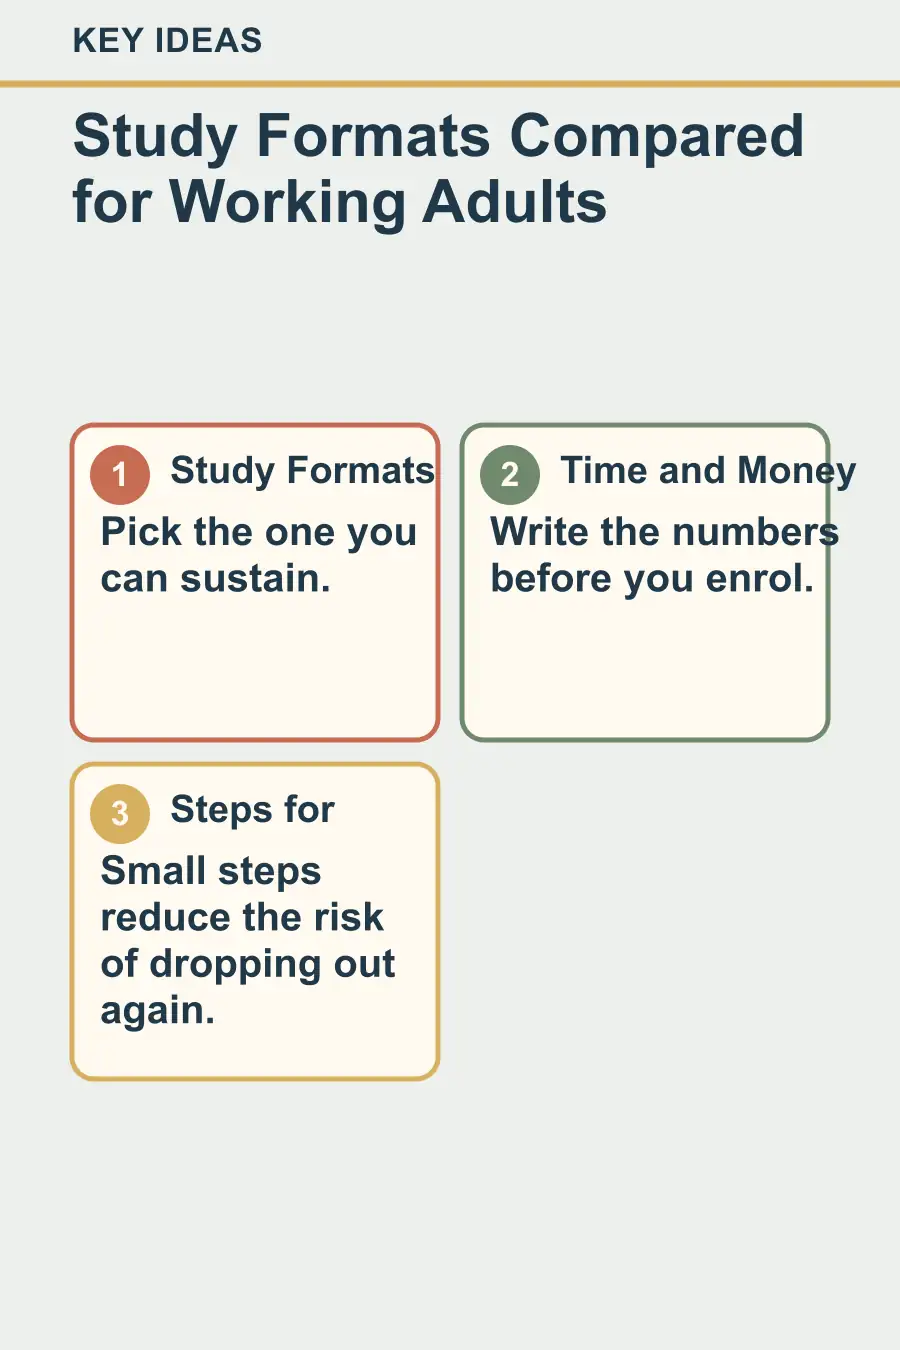 KEY IDEAS
Study Formats Compared
for Working Adults
1
Study Formats
Pick the one you
can sustain.
2
Time and Money
Write the numbers
before you enrol.
3
Steps for
Small steps
reduce the risk
of dropping out
again.